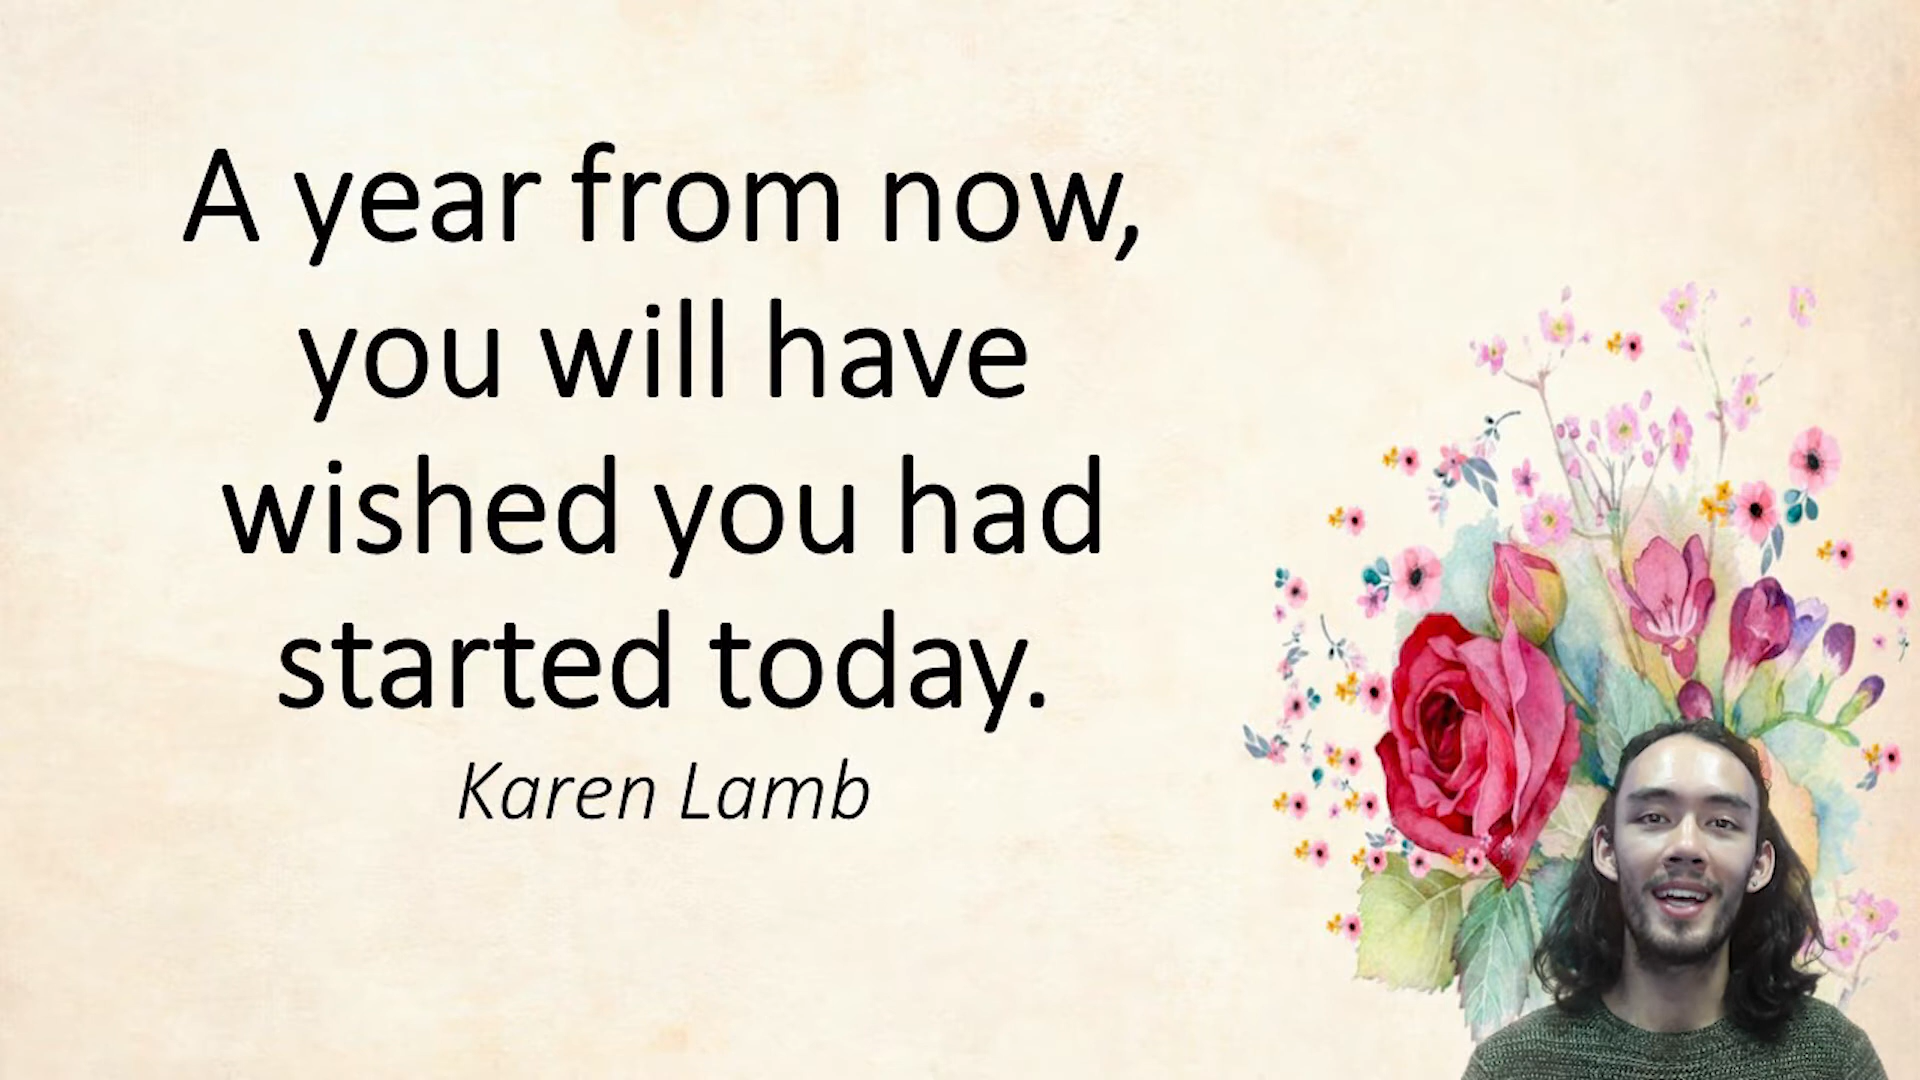 A year from now,
you will have
wished you had
started today.
Karen Lamb